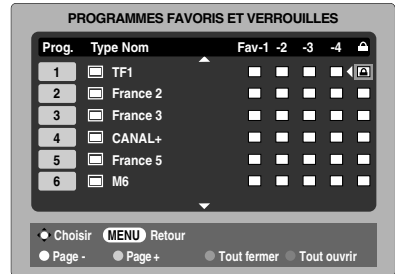 PROGRAMMES FAVORIS ET VERROUILLES
Prog. Type Nom Fav-1 -2 -3 -4
1 TF1
2 France 2
3 France 3
4 CANAL+
5 France 5
6 M6
Choisir MENU Retour
Page - Page + Tout fermer Tout ouvrir